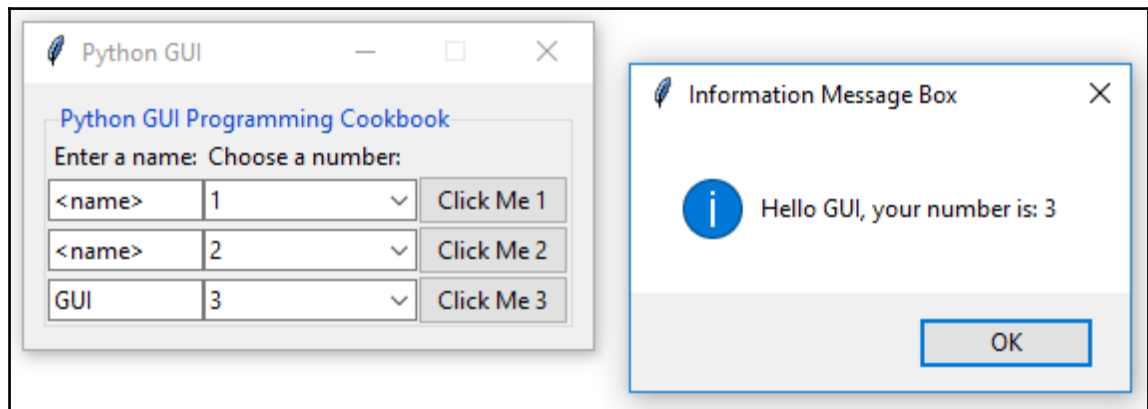 Python GUI
Python GUI Programming Cookbook
Enter a name: Choose a number:
<name> 1 Click Me 1
<name> 2 Click Me 2
GUI 3 Click Me 3
Information Message Box
i
Hello GUI, your number is: 3
OK